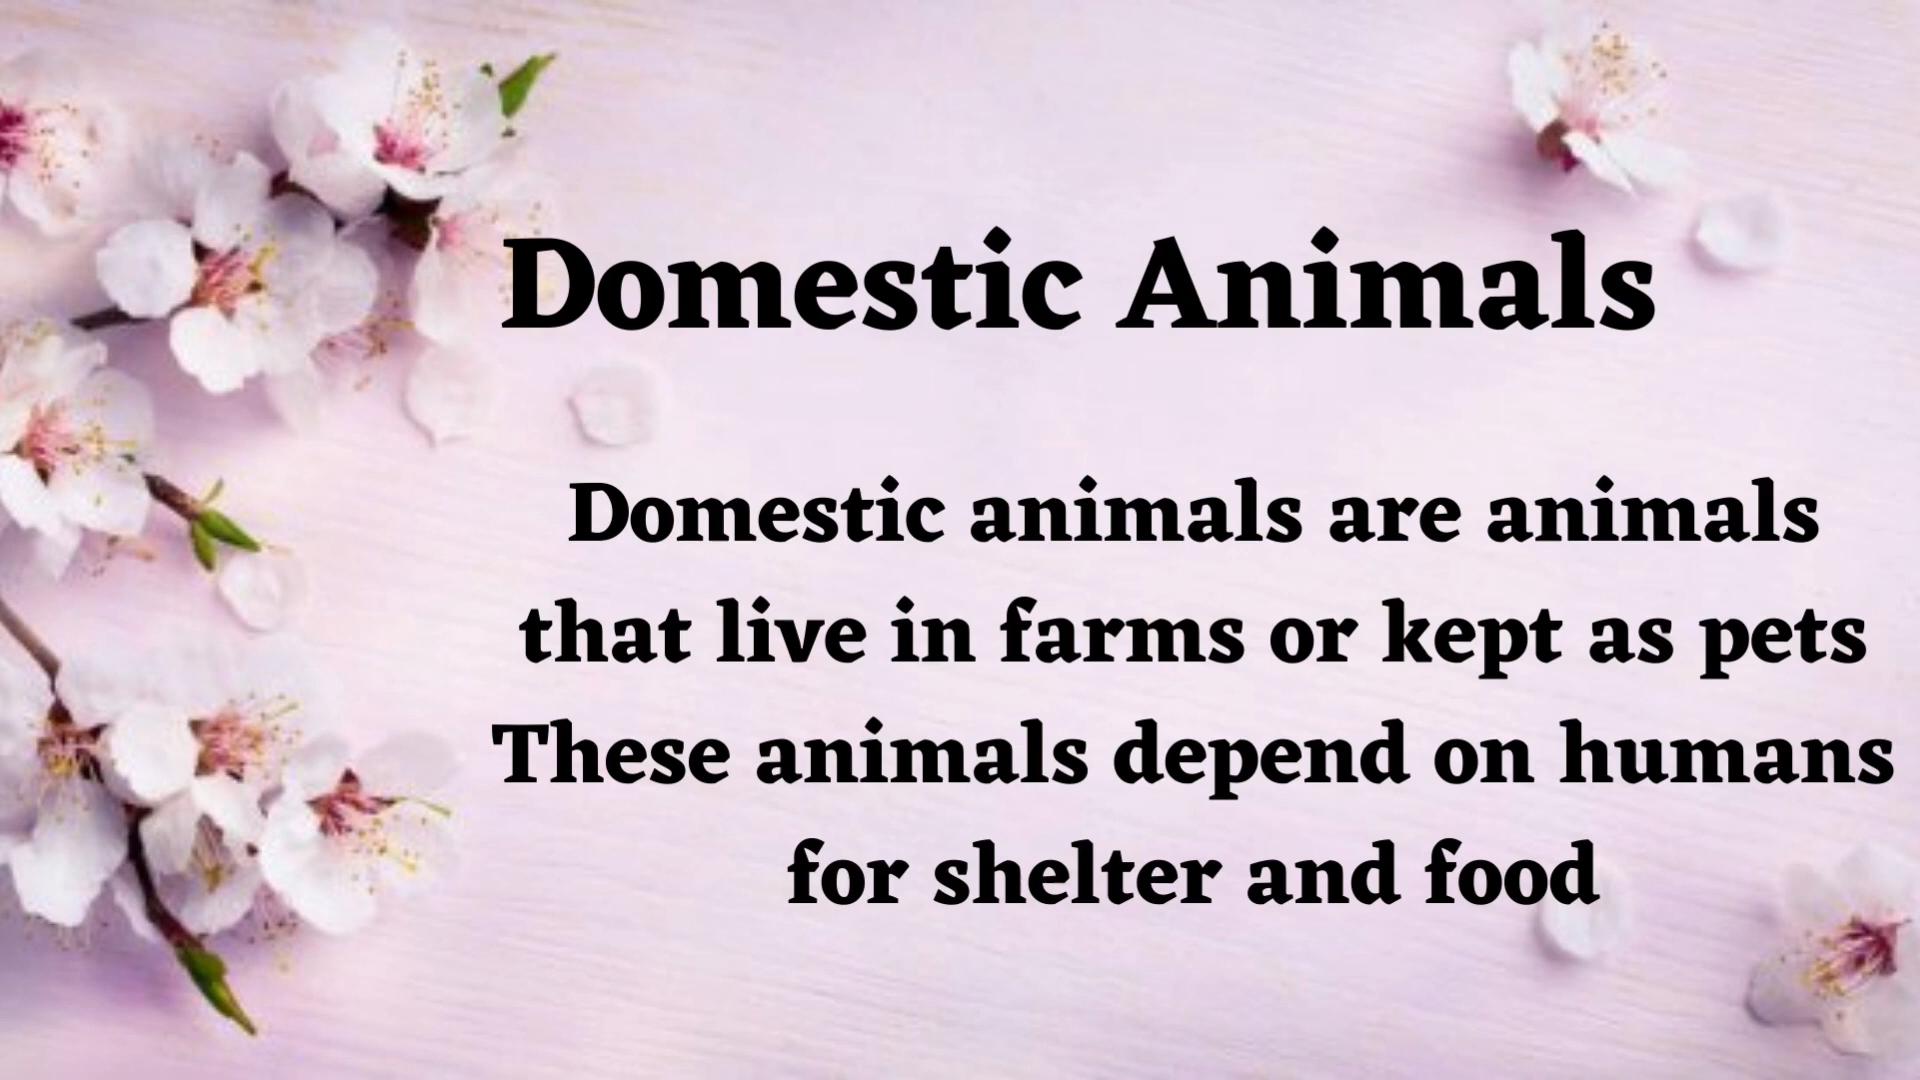 Domestic Animals
Domestic animals are animals
that live in farms or kept as pets
These animals depend on humans
for shelter and food